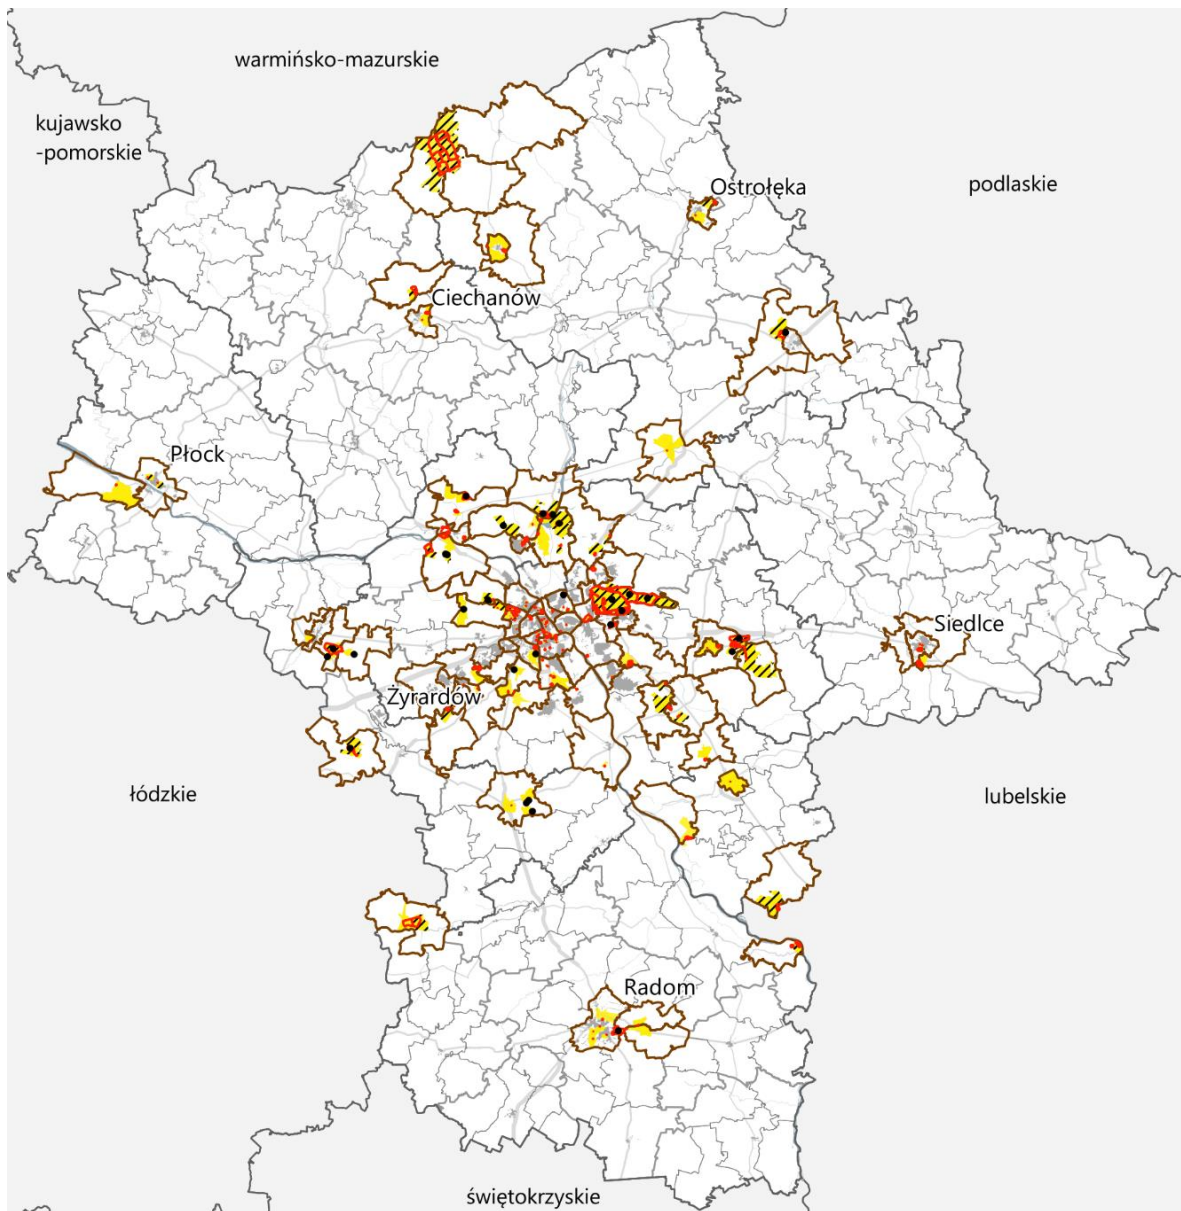 warmińsko-mazurskie
kujawsko
-pomorskie
Ostrołęka
podlaskie
Ciechanów
Płock
Siedlce
Żyrardów
łódzkie
lubelskie
Radom
świętokrzyskie